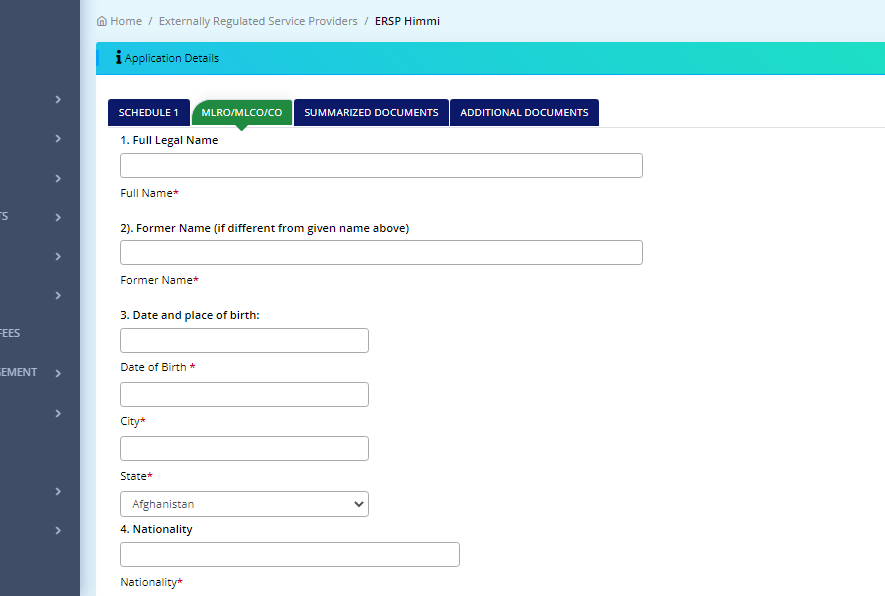 Home / Externally Regulated Service Providers / ERSP Himmi
Application Details
SCHEDULE 1 MLRO/MLCO/CO SUMMARIZED DOCUMENTS ADDITIONAL DOCUMENTS
1. Full Legal Name
Full Name*
2). Former Name (if different from given name above)
Former Name*
3. Date and place of birth:
Date of Birth *
City*
State*
Afghanistan
4. Nationality
Nationality*
TS
FEES
GEMENT